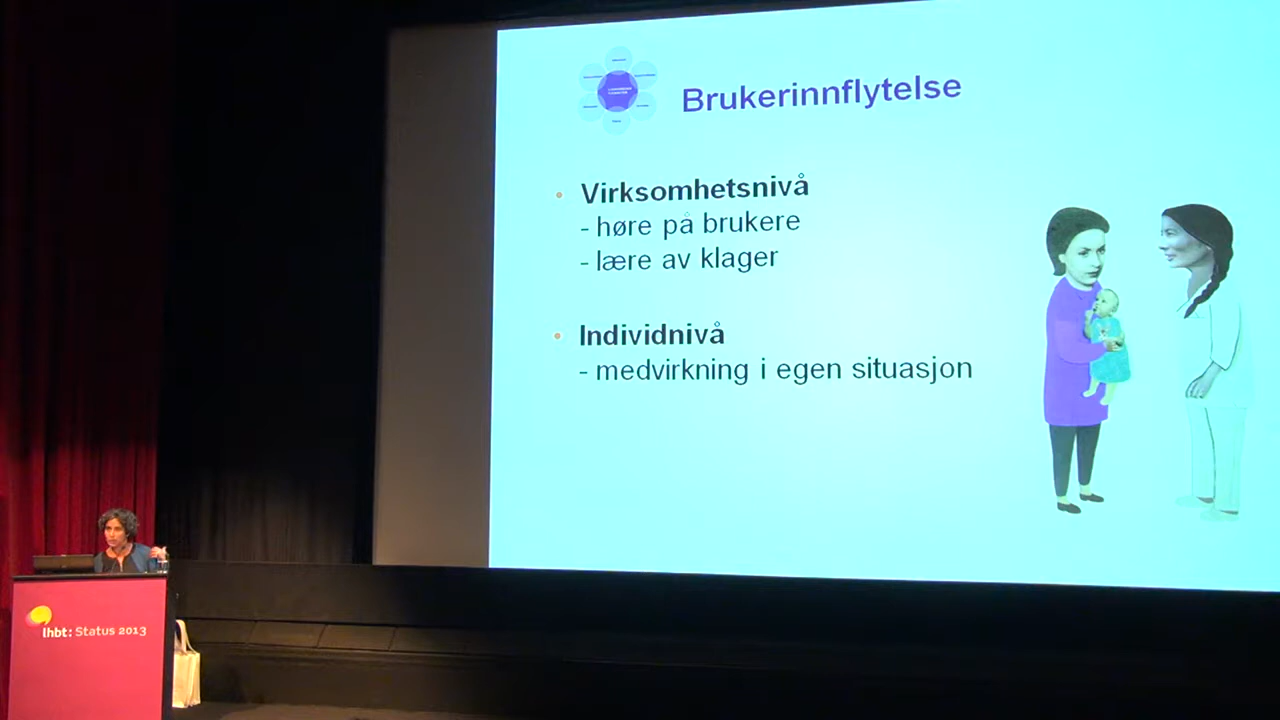 Brukerinnflytelse
• Virksomhetsnivå
- høre på brukere
- lære av klager
• Individnivå
- medvirkning i egen situasjon
lhbt: Status 2013